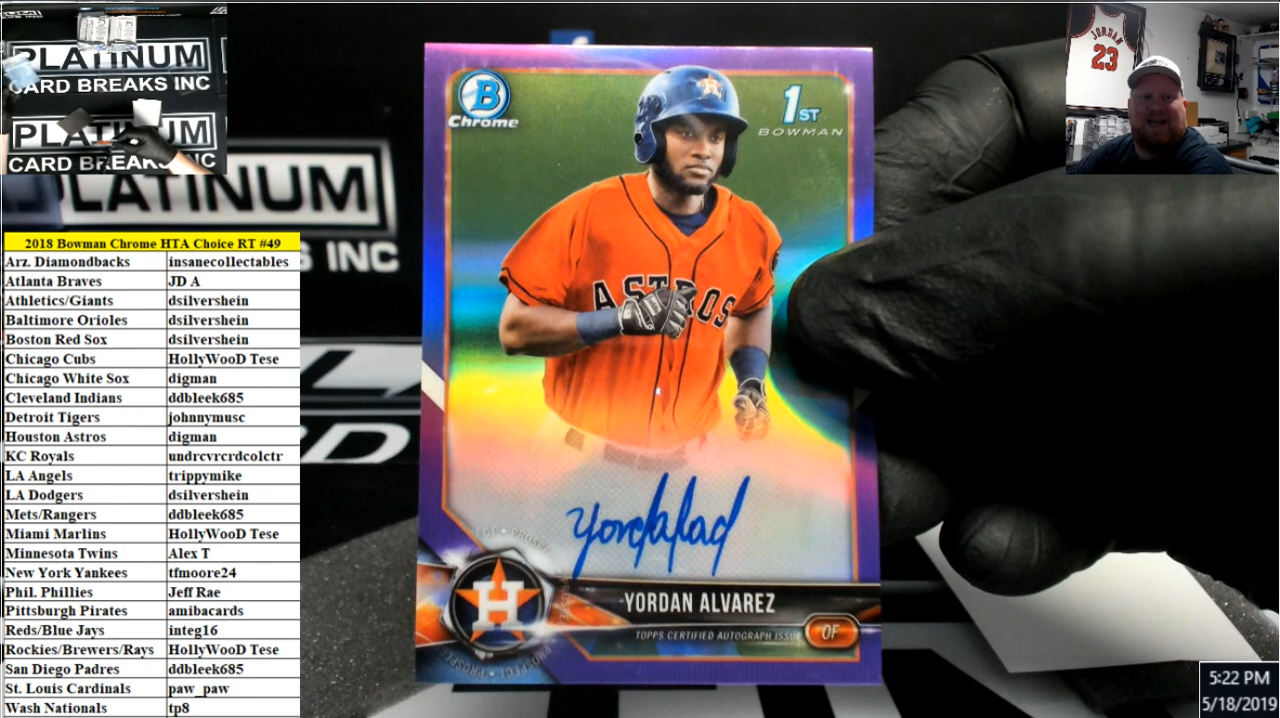 PLATINUM
CARD BREAKS INC
PLATINUM
CARD BREAKS INC
PLATINUM
INC
JORDAN
23
B
Chrome
1ST
BOWMAN
ASTROS
yordalad
H
YORDAN ALVAREZ
TOPPS CERTIFIED AUTOGRAPH ISSUE
OF
PROSPECT
2018 Bowman Chrome HTA Choice RT #49
Arz. Diamondbacks insanecollectables
Atlanta Braves JD A
Athletics/Giants dsilvershein
Baltimore Orioles dsilvershein
Boston Red Sox dsilvershein
Chicago Cubs HollyWooD Tese
Chicago White Sox digman
Cleveland Indians ddbleek685
Detroit Tigers johnnymusc
Houston Astros digman
KC Royals undrcvrcrdcolctr
LA Angels trippymike
LA Dodgers dsilvershein
Mets/Rangers ddbleek685
Miami Marlins HollyWooD Tese
Minnesota Twins Alex T
New York Yankees tfmoore24
Phil. Phillies Jeff Rae
Pittsburgh Pirates amibacards
Reds/Blue Jays integ16
Rockies/Brewers/Rays HollyWooD Tese
San Diego Padres ddbleek685
St. Louis Cardinals paw_paw
Wash Nationals tp8
5:22 PM
5/18/2019